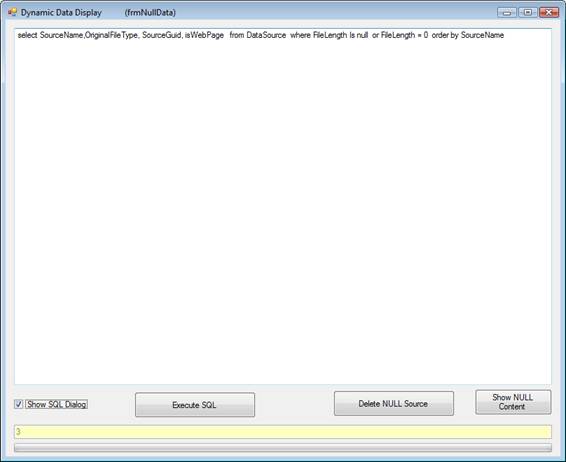 Dynamic Data Display (frmNullData)
select SourceName,OriginalFileType, SourceGuid, isWebPage from DataSource where FileLength Is null or FileLength = 0 order by SourceName
Show SQL Dialog
Execute SQL
Delete NULL Source
Show NULL
Content
3